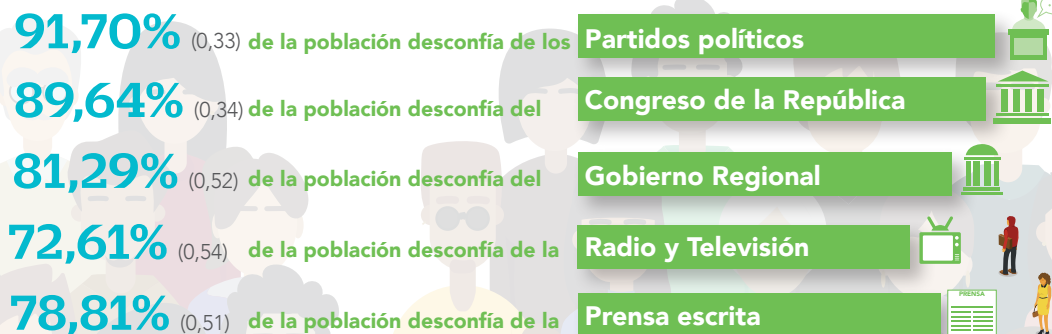 91,70% (0,33) de la población desconfía de los Partidos políticos
89,64% (0,34) de la población desconfía del Congreso de la República
81,29% (0,52) de la población desconfía del Gobierno Regional
72,61% (0,54) de la población desconfía de la Radio y Televisión
PRENSA
78,81% (0,51) de la población desconfía de la Prensa escrita